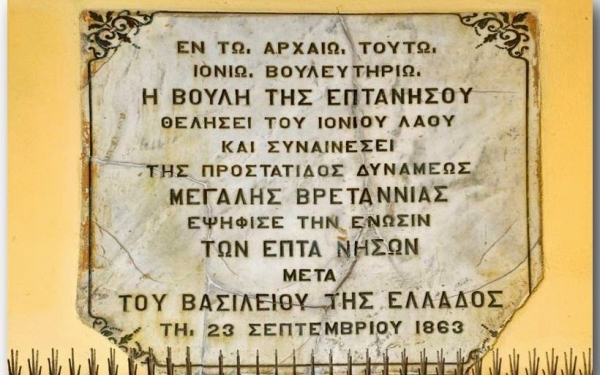 ΕΝ ΤΩ, ΑΡΧΑΙΩ, ΤΟΥΤΩ,
ΙΟΝΙΩ, ΒΟΥΛΕΥΤΗΡΙΩ,
Η ΒΟΥΛΗ ΤΗΣ ΕΠΤΑΝΗΣΟΥ
ΘΕΛΗΣΕΙ ΤΟΥ ΙΟΝΙΟΥ ΛΑΟΥ
ΚΑΙ ΣΥΝΑΙΝΕΣΕΙ
ΤΗΣ ΠΡΟΣΤΑΤΙΔΟΣ ΔΥΝΑΜΕΩΣ
ΜΕΓΑΛΗΣ ΒΡΕΤΑΝΝΙΑΣ
ΕΨΗΦΙΣΕ ΤΗΝ ΕΝΩΣΙΝ
ΤΩΝ ΕΠΤΑ ΝΗΣΩΝ
ΜΕΤΑ
ΤΟΥ ΒΑΣΙΛΕΙΟΥ ΤΗΣ ΕΛΛΑΔΟΣ
ΤΗ, 23 ΣΕΠΤΕΜΒΡΙΟΥ 1863